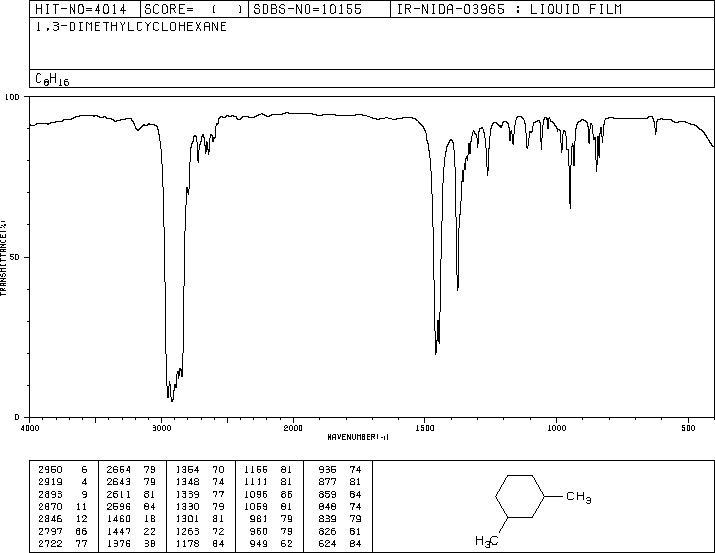 HIT-NO=4014 SCORE= ( ) SDBS-NO=10155 IR-NIDA-03965 : LIQUID FILM
1,3-DIMETHYLCYCLOHEXANE
C8H16
100
50
0
TRANSMITTANCE(%)
4000 3000 2000 1500 1000 500
WAVENUMBER(-1)
2950 6 2664 79 1364 70 1166 81 935 74
2919 4 2643 79 1348 74 1111 81 877 81
2893 9 2611 81 1339 77 1096 86 859 84
2870 11 2596 84 1330 79 1059 81 848 74
2846 12 1460 18 1301 81 981 79 839 79
2797 66 1447 22 1263 72 960 79 826 81
2722 77 1376 38 1178 84 949 62 624 84
CH3
H3C